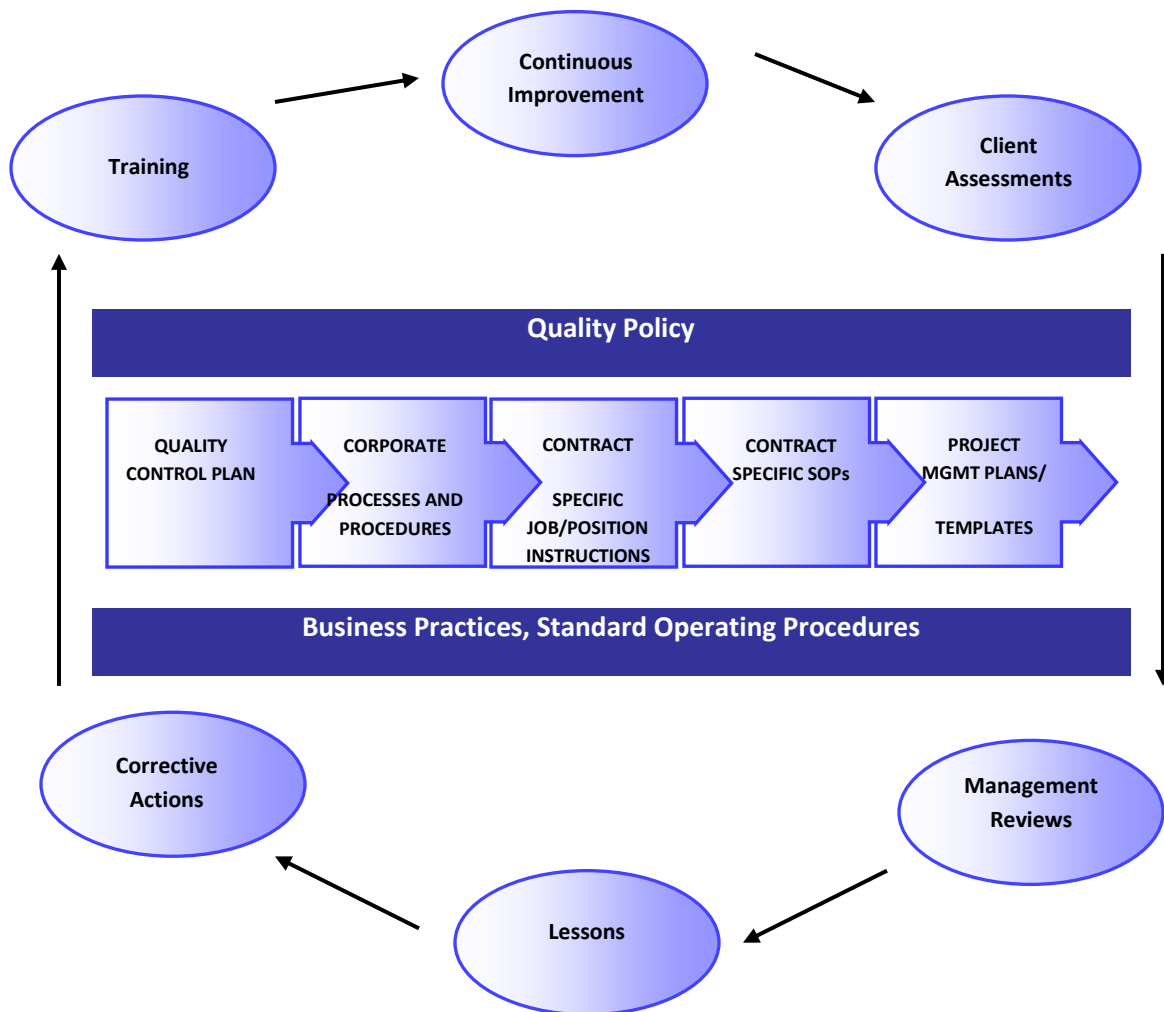 Continuous
Improvement
Training
Client
Assessments
Quality Policy
QUALITY
CONTROL PLAN
CORPORATE
PROCESSES AND
PROCEDURES
CONTRACT
SPECIFIC
JOB/POSITION
INSTRUCTIONS
CONTRACT
SPECIFIC SOPs
PROJECT
MGMT PLANS/
TEMPLATES
Business Practices, Standard Operating Procedures
Corrective
Actions
Management
Reviews
Lessons